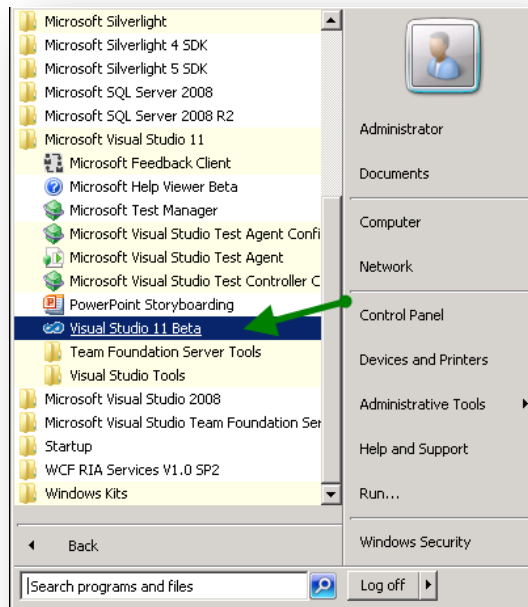 Microsoft Silverlight
Microsoft Silverlight 4 SDK
Microsoft Silverlight 5 SDK
Microsoft SQL Server 2008
Microsoft SQL Server 2008 R2
Microsoft Visual Studio 11
Microsoft Feedback Client
Microsoft Help Viewer Beta
Microsoft Test Manager
Microsoft Visual Studio Test Agent Confi
Microsoft Visual Studio Test Agent
Microsoft Visual Studio Test Controller C
PowerPoint Storyboarding
Visual Studio 11 Beta
Team Foundation Server Tools
Visual Studio Tools
Microsoft Visual Studio 2008
Microsoft Visual Studio Team Foundation Ser
Startup
WCF RIA Services V1.0 SP2
Windows Kits
Back
Search programs and files
Administrator
Documents
Computer
Network
Control Panel
Devices and Printers
Administrative Tools
Help and Support
Run...
Windows Security
Log off